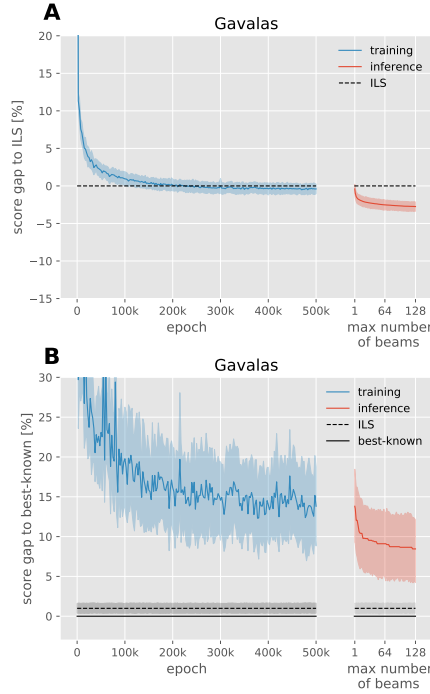 A
Gavalas
score gap to ILS [%]
20
15
10
5
0
−5
−10
−15
training
inference
ILS
0
100k
200k
300k
400k
500k
1
64
128
epoch
max number
of beams
B
Gavalas
score gap to best-known [%]
30
25
20
15
10
5
0
training
inference
ILS
best-known
0
100k
200k
300k
400k
500k
1
64
128
epoch
max number
of beams